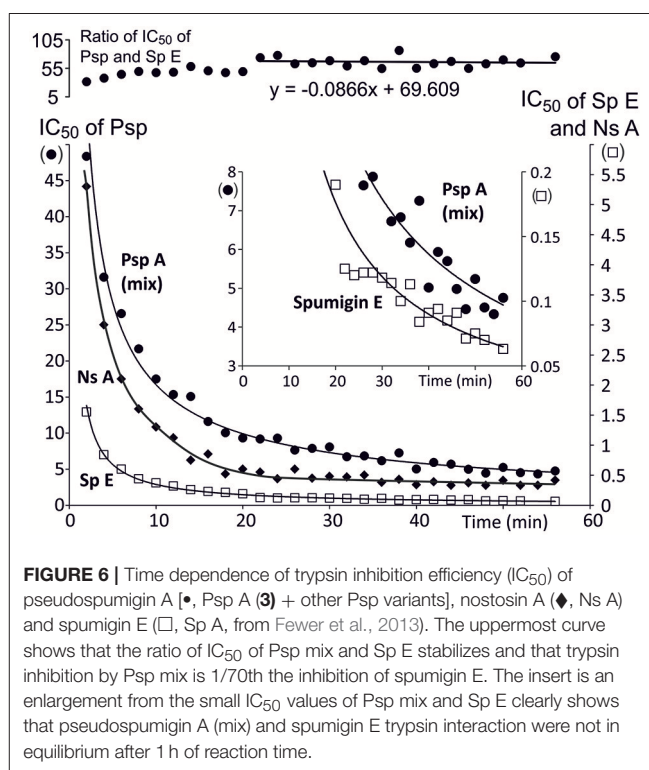 Ratio of IC50 of
Psp and Sp E
105
55
5
y = -0.0866x + 69.609
IC50 of Psp
(●)
IC50 of Sp E
and Ns A
(□)
45
40
35
30
25
20
15
10
5
0
5.5
5
4.5
4
3.5
3
2.5
2
1.5
1
0.5
0
Psp A
(mix)
Ns A
Sp E
0
20
40
60
Time (min)
8
7
6
5
4
3
(●)
0.2
0.15
0.1
0.05
(□)
Psp A
(mix)
Spumigin E
0
10
20
30
40
Time (min)
60
FIGURE 6 | Time dependence of trypsin inhibition efficiency (IC50) of
pseudospumigin A [•, Psp A (3) + other Psp variants], nostosin A (♦, Ns A)
and spumigin E (□, Sp A, from Fewer et al., 2013). The uppermost curve
shows that the ratio of IC50 of Psp mix and Sp E stabilizes and that trypsin
inhibition by Psp mix is 1/70th the inhibition of spumigin E. The insert is an
enlargement from the small IC50 values of Psp mix and Sp E clearly shows
that pseudospumigin A (mix) and spumigin E trypsin interaction were not in
equilibrium after 1 h of reaction time.